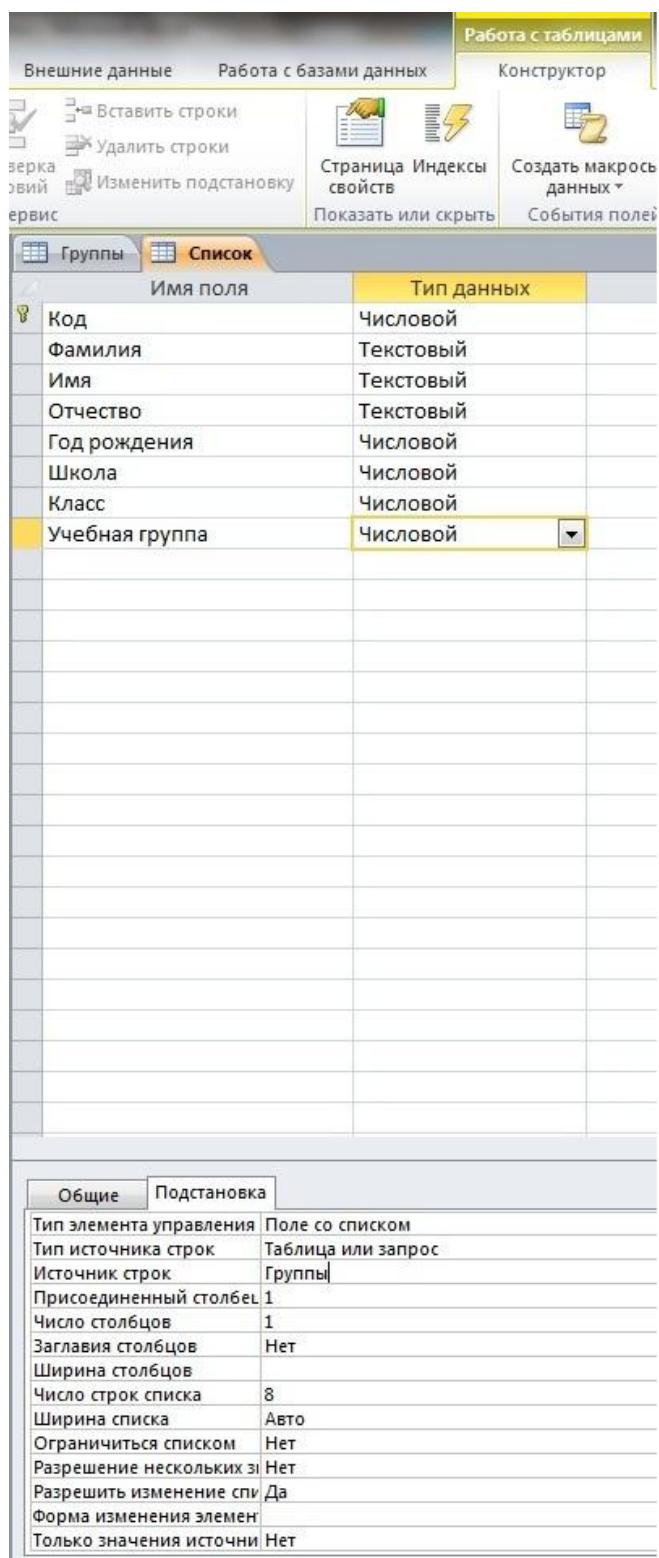 Работа с таблицами
Внешние данные Работа с базами данных Конструктор
Вставить строки
Удалить строки
Изменить подстановку
Страница свойств
Индексы
Создать макросы данных
Показать или скрыть
Группы Список
Имя поля Тип данных
Код Числовой
Фамилия Текстовый
Имя Текстовый
Отчество Текстовый
Год рождения Числовой
Школа Числовой
Класс Числовой
Учебная группа Числовой
Общие Подстановка
Тип элемента управления Поле со списком
Тип источника строк Таблица или запрос
Источник строк Группы
Присоединенный столбец 1
Число столбцов 1
Заглавия столбцов Нет
Ширина столбцов
Число строк списка 8
Ширина списка Авто
Ограничиться списком Нет
Разрешение нескольких з Нет
Разрешить изменение спи Да
Форма изменения элемен
Только значения источни Нет